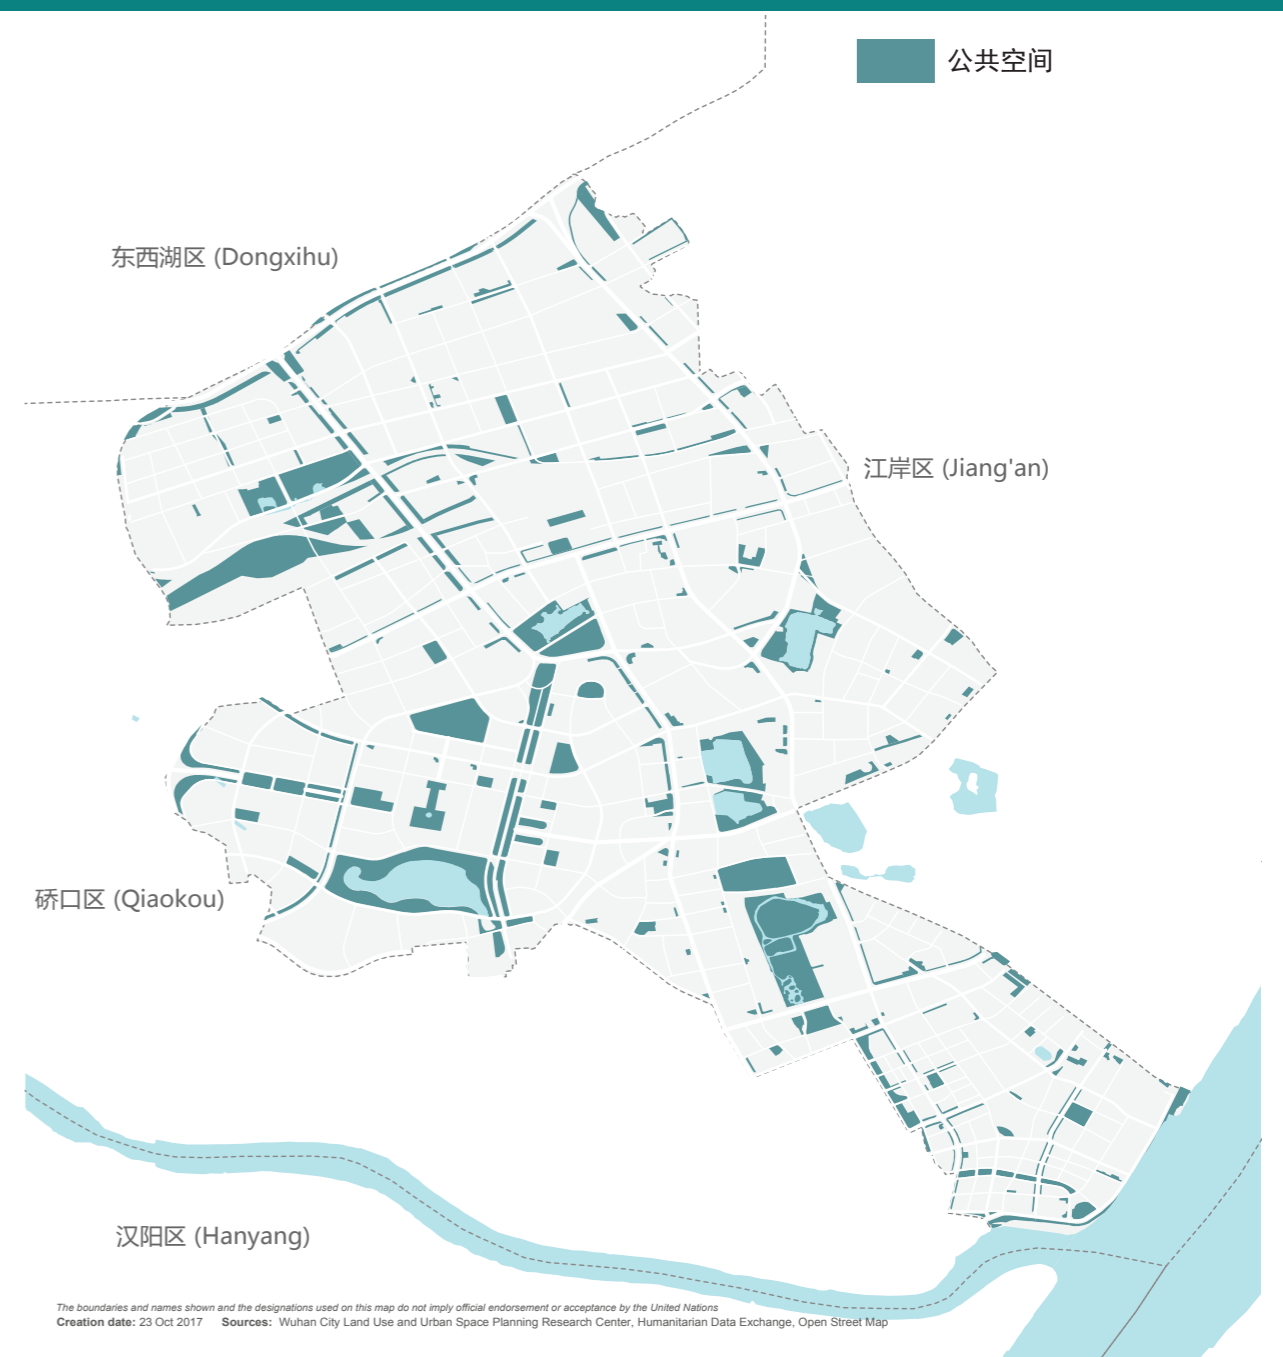 公共空间
东西湖区 (Dongxihu)
江岸区 (Jiang'an)
硚口区 (Qiaokou)
汉阳区 (Hanyang)
The boundaries and names shown and the designations used on this map do not imply official endorsement or acceptance by the United Nations
Creation date: 23 Oct 2017 Sources: Wuhan City Land Use and Urban Space Planning Research Center, Humanitarian Data Exchange, Open Street Map